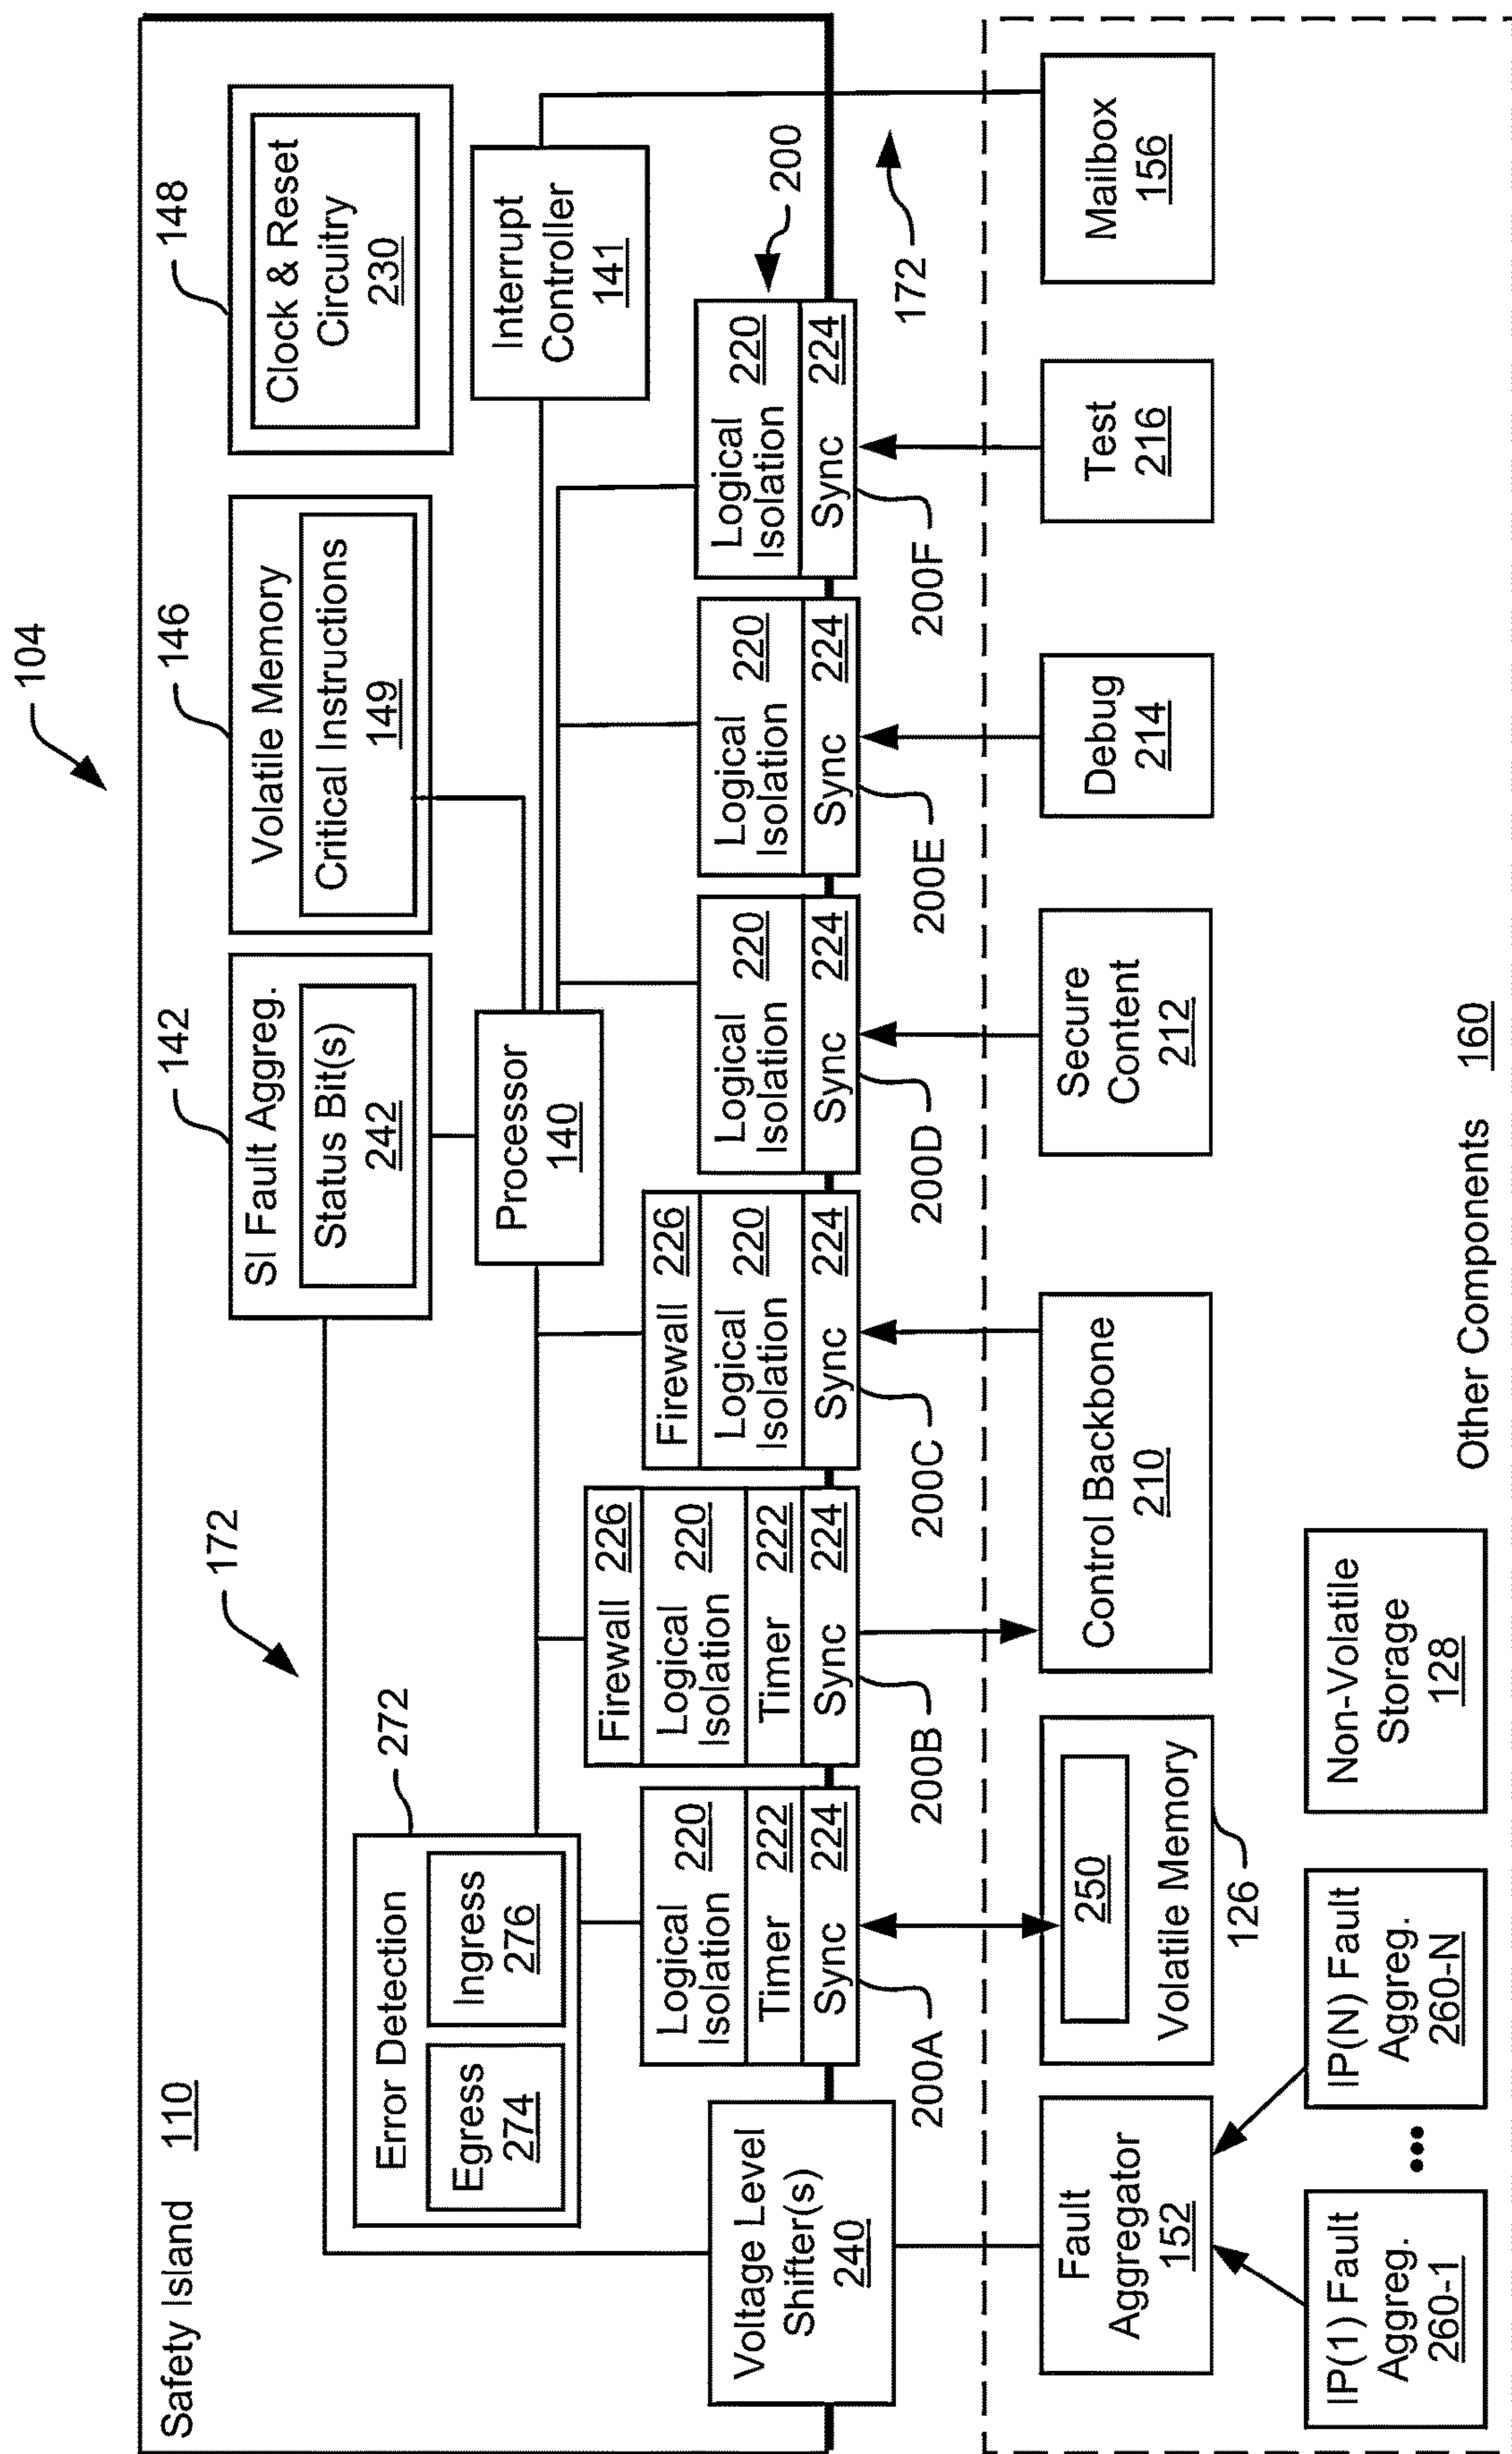 104
Safety Island 110
172
142
146
148
SI Fault Aggreg.
Status Bit(s)
242
Volatile Memory
Critical Instructions
149
Clock & Reset
Circuitry
230
272
Error Detection
Egress
274
Ingress
276
Processor
140
Interrupt
Controller
141
Voltage Level
Shifter(s)
240
Logical
Isolation
220
Timer 222
Sync 224
200A
Firewall 226
Logical
Isolation
220
Timer 222
Sync 224
200B
Firewall 226
Logical
Isolation
220
Sync 224
200C
Logical
Isolation
220
Sync 224
200D
Logical
Isolation
220
Sync 224
200E
Logical
Isolation
220
Sync 224
200F
200
172
Fault
Aggregator
152
250
Volatile Memory
126
Control Backbone
210
Secure
Content
212
Debug
214
Test
216
Mailbox
156
IP(1) Fault
Aggreg.
260-1
•••
IP(N) Fault
Aggreg.
260-N
Non-Volatile
Storage
128
Other Components 160